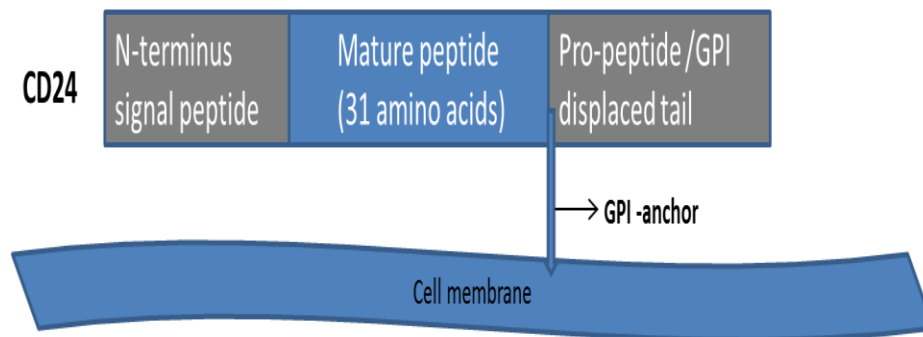 CD24
N-terminus
signal peptide
Mature peptide
(31 amino acids)
Pro-peptide/GPI
displaced tail
GPI -anchor
Cell membrane